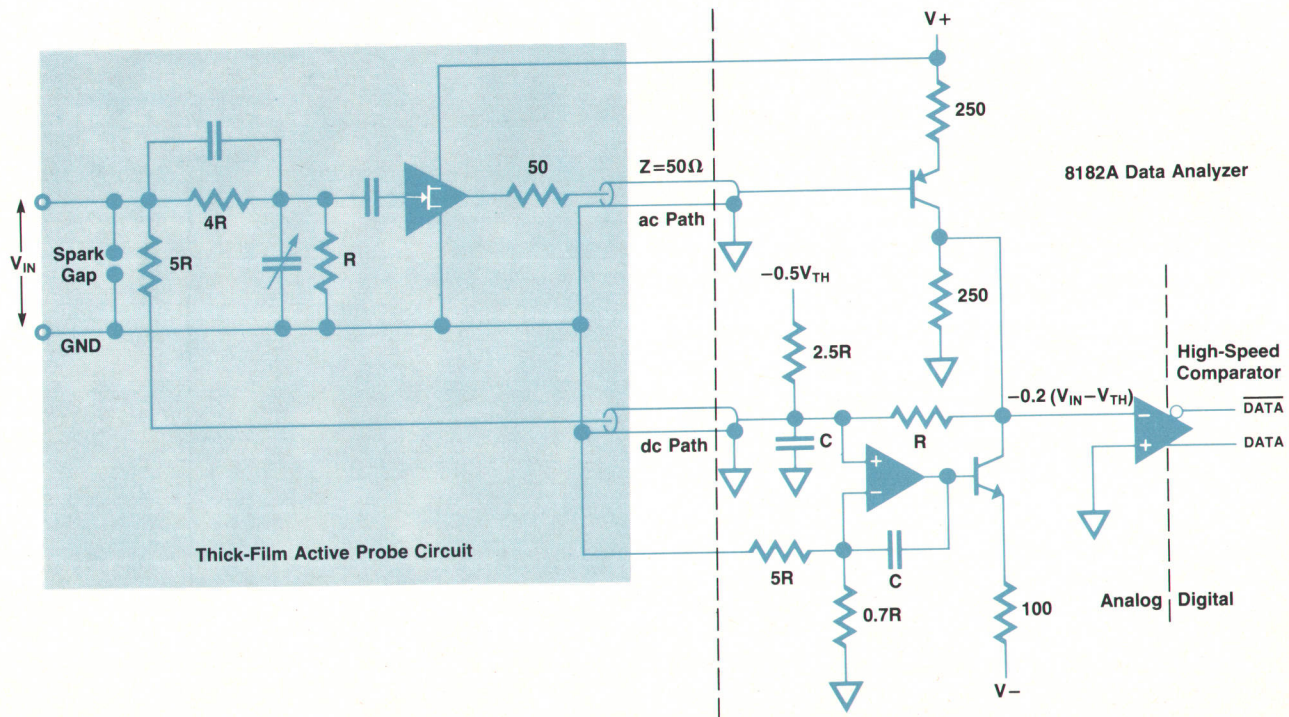 V+
250
50
Z=50Ω
8182A Data Analyzer
4R
ac Path
VIN
Spark
Gap
5R
R
−0.5VTH
250
GND
2.5R
High-Speed
Comparator
−0.2 (VIN−VTH)
−
DATA
dc Path
C
R
+
DATA
+
−
Thick-Film Active Probe Circuit
5R
C
0.7R
100
Analog
Digital
V−